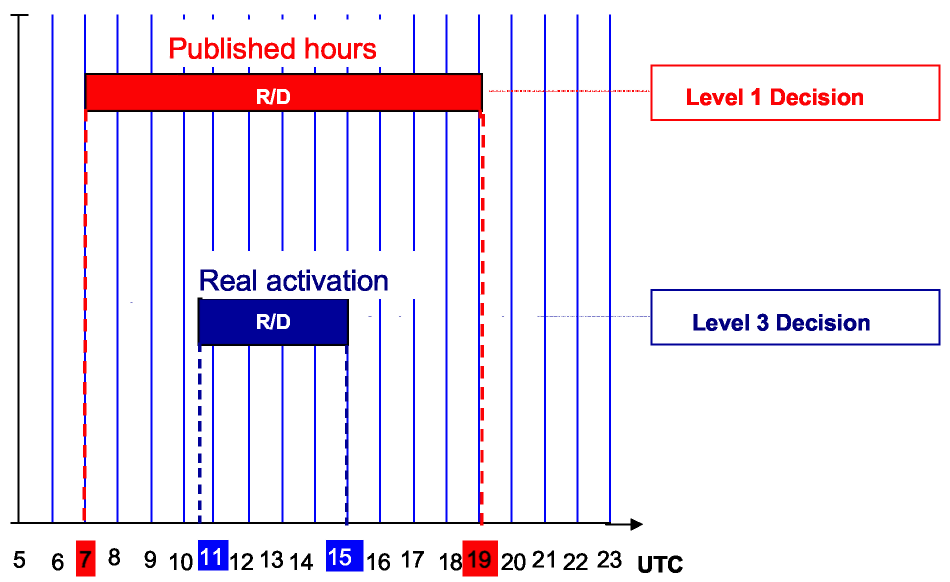 Published hours
R/D
Level 1 Decision
Real activation
R/D
Level 3 Decision
5 6 7 8 9 10 11 12 13 14 15 16 17 18 19 20 21 22 23 UTC